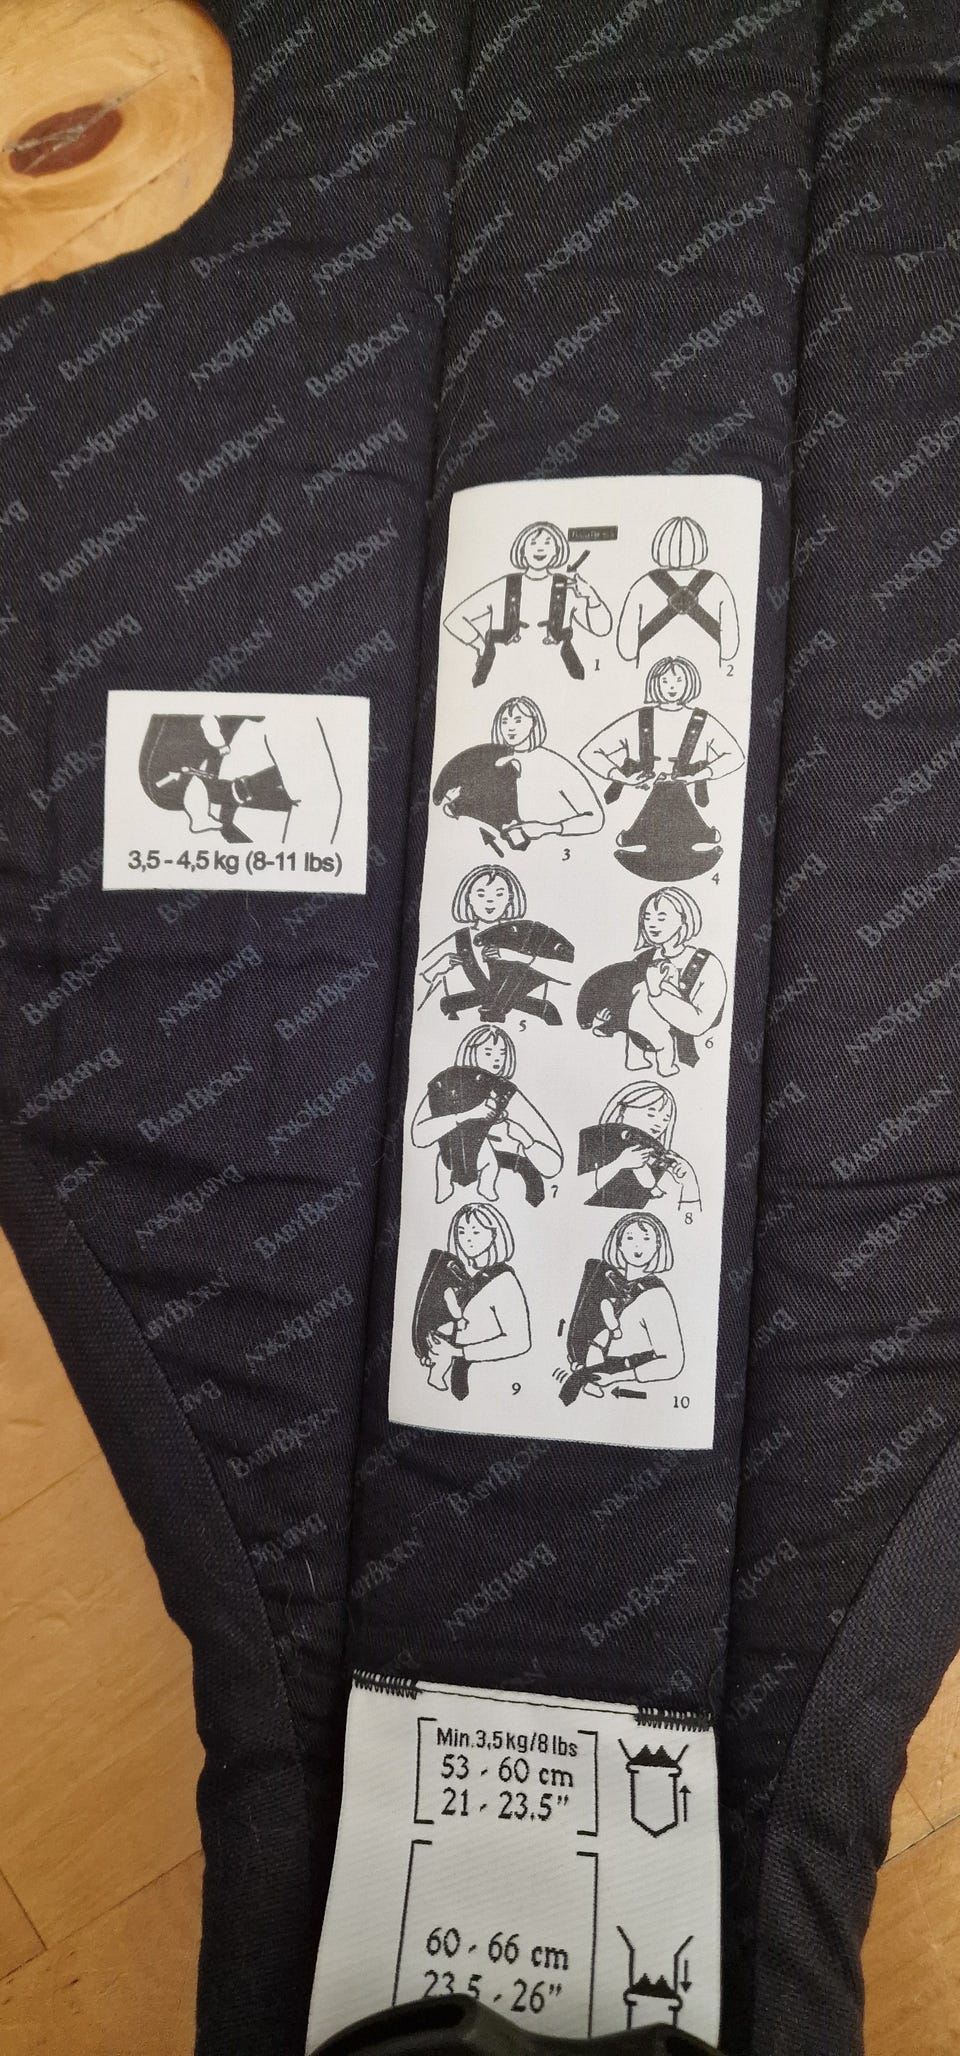 BABYBJÖRN
1
2
3
4
3,5 - 4,5 kg (8-11 lbs)
5
6
7
8
9
10
Min. 3,5 kg/8 lbs
53 - 60 cm
21 - 23.5"
60 - 66 cm
23.5 - 26"